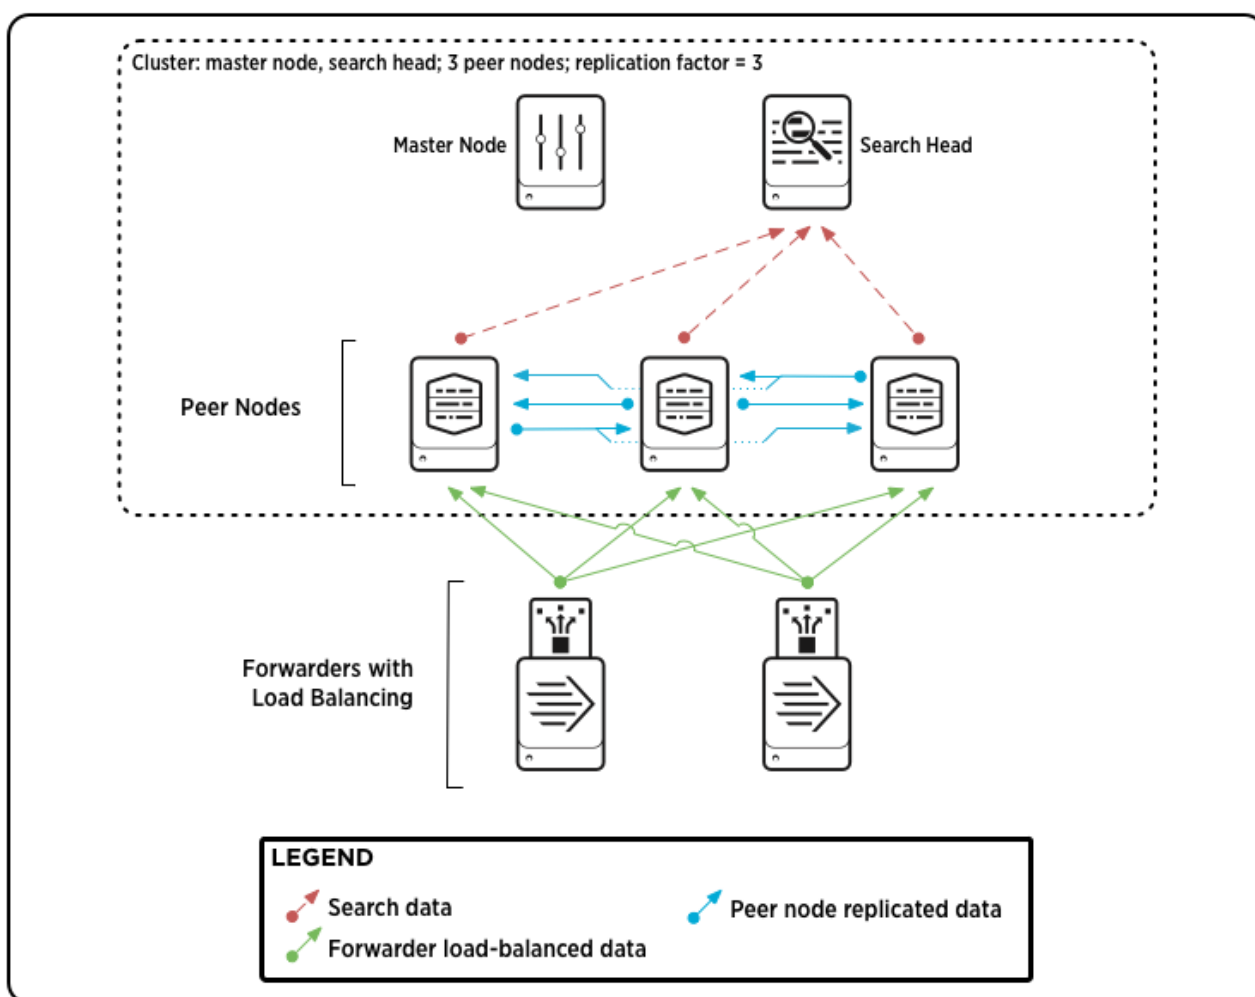 Cluster: master node, search head; 3 peer nodes; replication factor = 3
Master Node
Search Head
Peer Nodes
Forwarders with
Load Balancing
LEGEND
Search data
Peer node replicated data
Forwarder load-balanced data